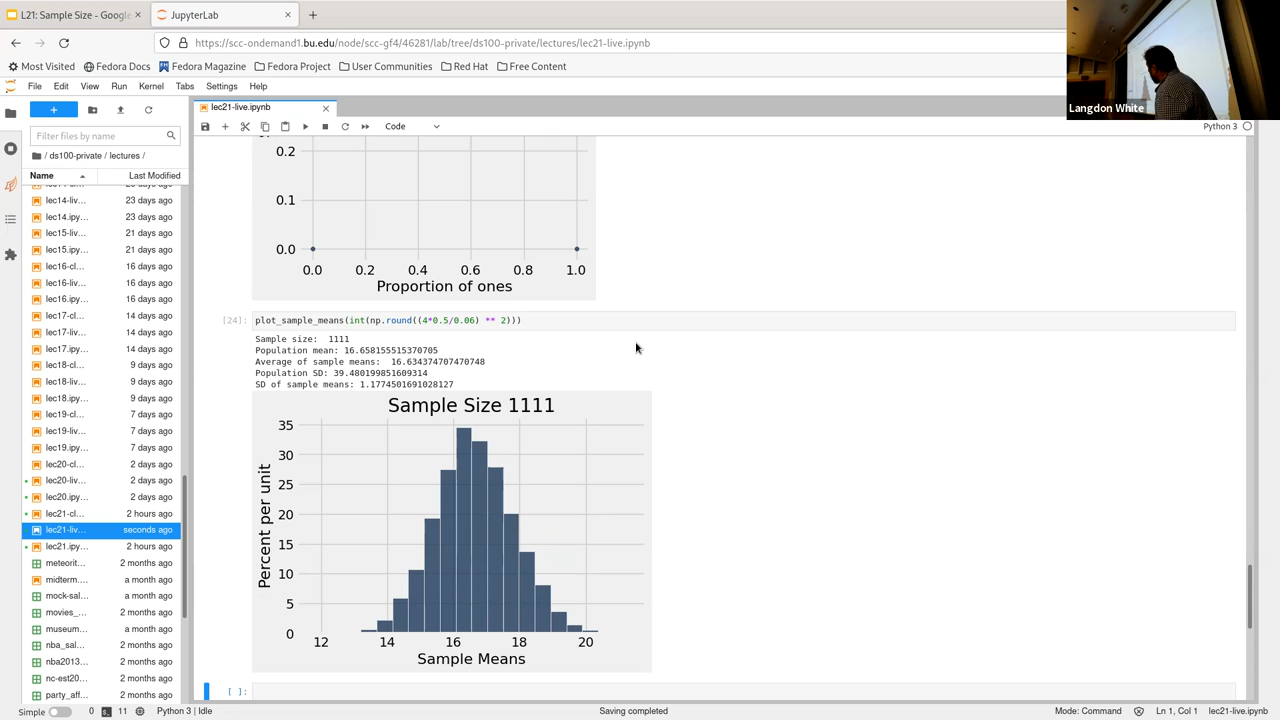 L21: Sample Size - Google
JupyterLab
https://scc-ondemand1.bu.edu/node/scc-gf4/46281/lab/tree/ds100-private/lectures/lec21-live.ipynb
Most Visited
Fedora Docs
Fedora Magazine
Fedora Project
User Communities
Red Hat
Free Content
Langdon White
File Edit View Run Kernel Tabs Settings Help
lec21-live.ipynb
Code
Python 3
Filter files by name
/ ds100-private / lectures /
Name Last Modified
lec14-liv... 23 days ago
lec14.ipy... 23 days ago
lec15-liv... 21 days ago
lec15.ipy... 21 days ago
lec16-cl... 16 days ago
lec16-liv... 16 days ago
lec16.ipy... 16 days ago
lec17-cl... 14 days ago
lec17-liv... 14 days ago
lec17.ipy... 14 days ago
lec18-cl... 9 days ago
lec18-liv... 9 days ago
lec18.ipy... 9 days ago
lec19-cl... 7 days ago
lec19-liv... 7 days ago
lec19.ipy... 7 days ago
lec20-cl... 2 days ago
lec20-liv... 2 days ago
lec20.ipy... 2 days ago
lec21-cl... 2 hours ago
lec21-liv... seconds ago
lec21.ipy... 2 hours ago
meteorit... 2 months ago
midterm.... a month ago
mock-sal... a month ago
movies_... 2 months ago
museum... a month ago
nba_sal... 2 months ago
nba2013... 2 months ago
nc-est20... 2 months ago
party_aff... 2 months ago
0.2
0.1
0.0
0.0 0.2 0.4 0.6 0.8 1.0
Proportion of ones
[24]: plot_sample_means(int(np.round((4*0.5/0.06) ** 2)))
Sample size: 1111
Population mean: 16.658155515370705
Average of sample means: 16.634374707470748
Population SD: 39.480199851609314
SD of sample means: 1.1774501691028127
Sample Size 1111
35
30
25
20
15
10
5
0
Percent per unit
12 14 16 18 20
Sample Means
[ ]:
Simple 0 11 Python 3 | Idle
Saving completed
Mode: Command Ln 1, Col 1 lec21-live.ipynb